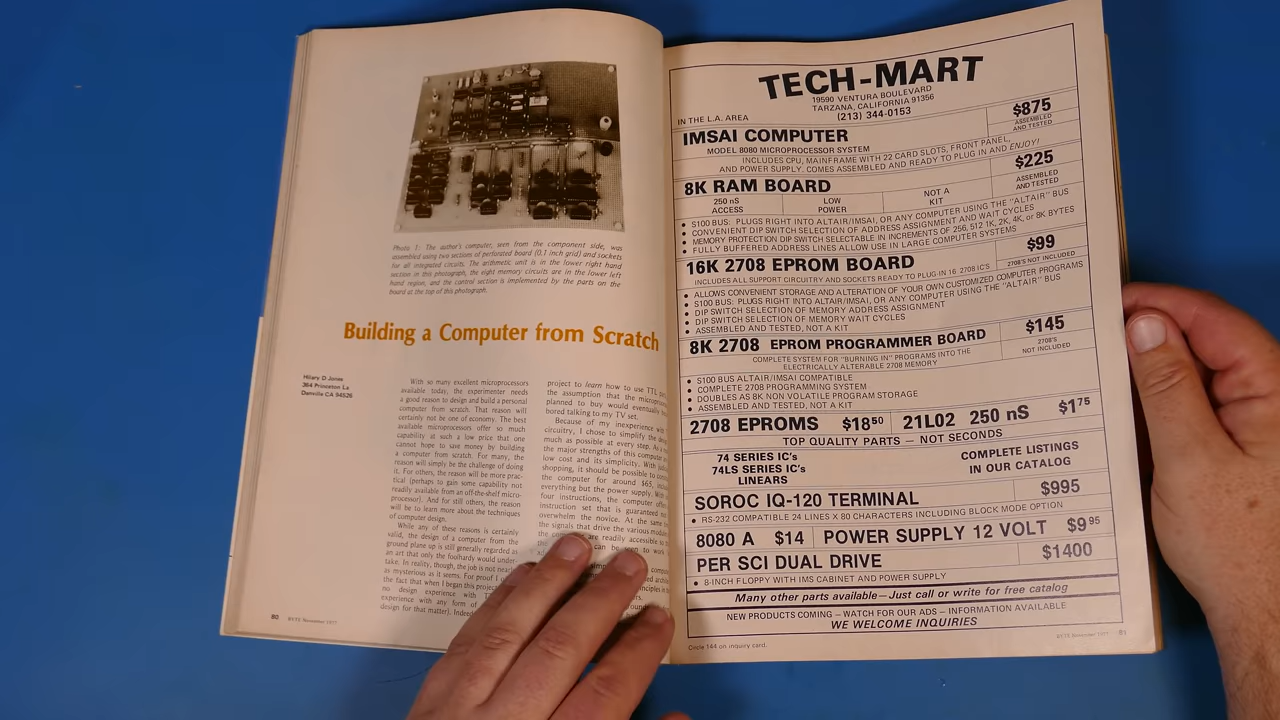 Photo 1: The author's computer, seen from the component side, was
assembled using two sections of perforated board (0.1 inch grid) and sockets
for all integrated circuits. The arithmetic unit is in the lower right hand
section in this photograph, the eight memory circuits are in the lower left
hand region, and the control section is implemented by the parts on the
board at the top of this photograph.
Building a Computer from Scratch
Hilary D Jones
364 Princeton Ln
Danville CA 94526
With so many excellent microprocessors
available today, the experimenter needs
a good reason to design and build a personal
computer from scratch. That reason will
certainly not be one of economy. The best
available microprocessors offer so much
capability at such a low price that one
cannot hope to save money by building
a computer from scratch. For many, the
reason will simply be the challenge of doing
it. For others, the reason will be more prac-
tical (perhaps to gain some capability not
readily available from an off-the-shelf micro-
processor). And for still others, the reason
will be to learn more about the techniques
of computer design.
While any of these reasons is certainly
valid, the design of a computer from the
ground plane up is still generally regarded as
an art that only the foolhardy would under-
take. In reality, though, the job is not
as mysterious as it seems. For proof
the fact that when I began this
no design experience with
experience with any form of
design for that matter). Indeed
project to learn how to use TTL
the assumption that the
planned to buy would eventually
bored talking to my TV set.
Because of my inexperience
circuitry, I chose to simplify the
much as possible at every step.
the major strengths of this
low cost and its simplicity. With
shopping, it should be possible to
the computer for around $65,
everything but the power supply.
four instructions, the computer
instruction set that is guaranteed
overwhelm the novice. At the same
the signals that drive the various
the are readily accessible
can be seen to
80 BYTE November 1977
TECH-MART
19590 VENTURA BOULEVARD
TARZANA, CALIFORNIA 91356
(213) 344-0153
IN THE L.A. AREA
IMSAI COMPUTER
$875
ASSEMBLED
AND TESTED
MODEL 8080 MICROPROCESSOR SYSTEM
INCLUDES CPU, MAINFRAME WITH 22 CARD SLOTS, FRONT PANEL,
AND POWER SUPPLY. COMES ASSEMBLED AND READY TO PLUG IN AND ENJOY!
8K RAM BOARD
$225
ASSEMBLED
AND TESTED
250 nS
ACCESS
LOW
POWER
NOT A
KIT
• S100 BUS: PLUGS RIGHT INTO ALTAIR/IMSAI, OR ANY COMPUTER USING THE "ALTAIR" BUS
• CONVENIENT DIP SWITCH SELECTION OF ADDRESS ASSIGNMENT AND WAIT CYCLES
• MEMORY PROTECTION DIP SWITCH SELECTABLE IN INCREMENTS OF 256, 512 1K, 2K, 4K, or 8K BYTES
• FULLY BUFFERED ADDRESS LINES ALLOW USE IN LARGE COMPUTER SYSTEMS
16K 2708 EPROM BOARD
$99
2708'S NOT INCLUDED
INCLUDES ALL SUPPORT CIRCUITRY AND SOCKETS READY TO PLUG-IN 16 2708 IC'S
• ALLOWS CONVENIENT STORAGE AND ALTERATION OF YOUR OWN CUSTOMIZED COMPUTER PROGRAMS
• S100 BUS: PLUGS RIGHT INTO ALTAIR/IMSAI, OR ANY COMPUTER USING THE "ALTAIR" BUS
• DIP SWITCH SELECTION OF MEMORY ADDRESS ASSIGNMENT
• DIP SWITCH SELECTION OF MEMORY WAIT CYCLES
• ASSEMBLED AND TESTED, NOT A KIT
8K 2708 EPROM PROGRAMMER BOARD
$145
2708'S
NOT INCLUDED
COMPLETE SYSTEM FOR "BURNING IN" PROGRAMS INTO THE
ELECTRICALLY ALTERABLE 2708 MEMORY
• S100 BUS ALTAIR/IMSAI COMPATIBLE
• COMPLETE 2708 PROGRAMMING SYSTEM
• DOUBLES AS 8K NON VOLATILE PROGRAM STORAGE
• ASSEMBLED AND TESTED, NOT A KIT
2708 EPROMS $18.50 21L02 250 nS $1.75
TOP QUALITY PARTS — NOT SECONDS
74 SERIES IC's
74LS SERIES IC's
LINEARS
COMPLETE LISTINGS
IN OUR CATALOG
SOROC IQ-120 TERMINAL $995
• RS-232 COMPATIBLE 24 LINES X 80 CHARACTERS INCLUDING BLOCK MODE OPTION
8080 A $14 POWER SUPPLY 12 VOLT $9.95
PER SCI DUAL DRIVE $1400
• 8-INCH FLOPPY WITH IMS CABINET AND POWER SUPPLY
Many other parts available—Just call or write for free catalog
NEW PRODUCTS COMING — WATCH FOR OUR ADS — INFORMATION AVAILABLE
WE WELCOME INQUIRIES
Circle 144 on inquiry card.
BYTE November 1977 81